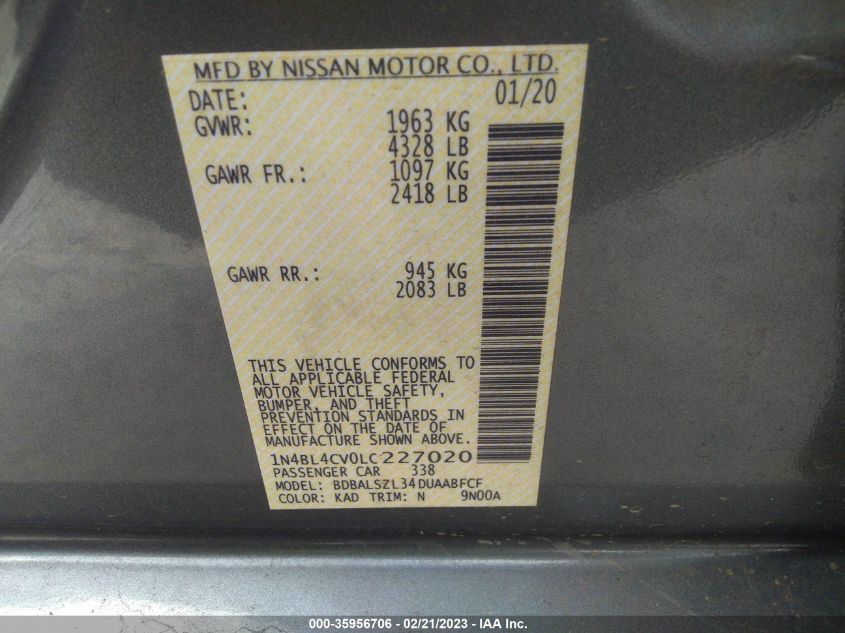 MFD BY NISSAN MOTOR CO., LTD.
DATE: 01/20
GVWR: 1963 KG
4328 LB
GAWR FR.: 1097 KG
2418 LB
GAWR RR.: 945 KG
2083 LB
THIS VEHICLE CONFORMS TO
ALL APPLICABLE FEDERAL
MOTOR VEHICLE SAFETY,
BUMPER, AND THEFT
PREVENTION STANDARDS IN
EFFECT ON THE DATE OF
MANUFACTURE SHOWN ABOVE.
1N4BL4CV0LC227020
PASSENGER CAR 338
MODEL: BDBALSZL34DUAABFCF
COLOR: KAD TRIM: N 9N00A
000-35956706 - 02/21/2023 - IAA Inc.